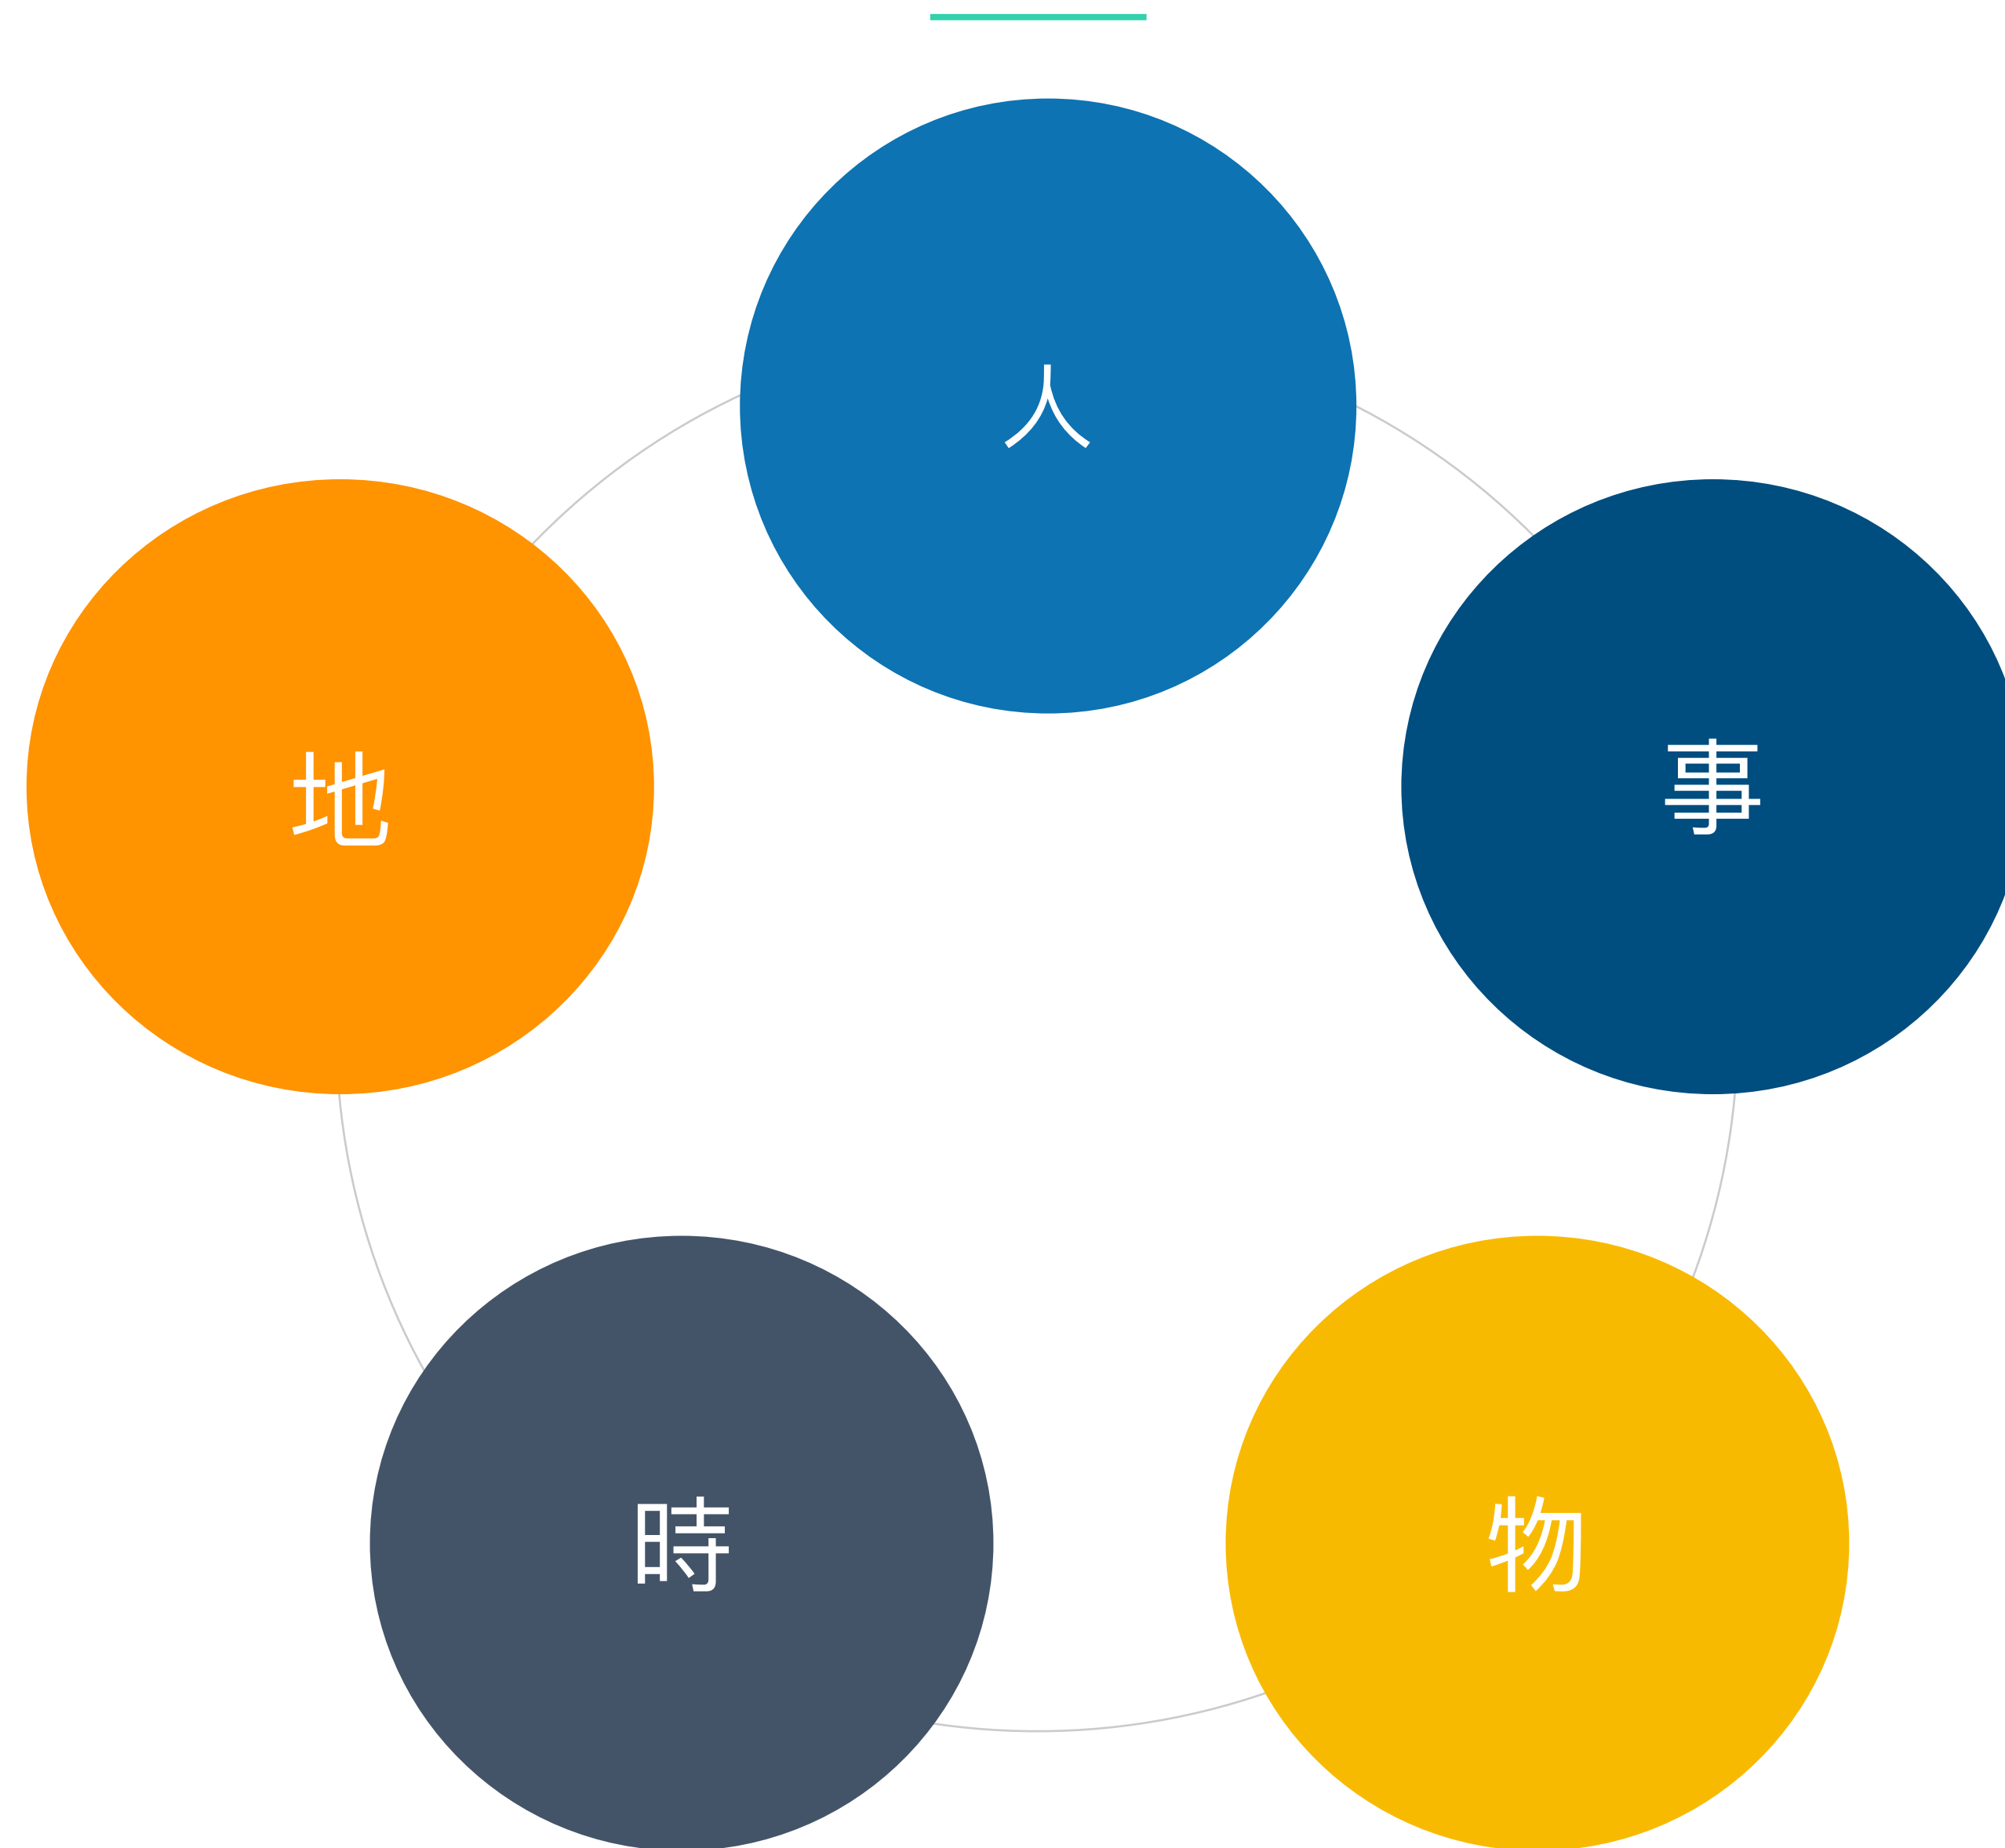 人
事
物
時
地